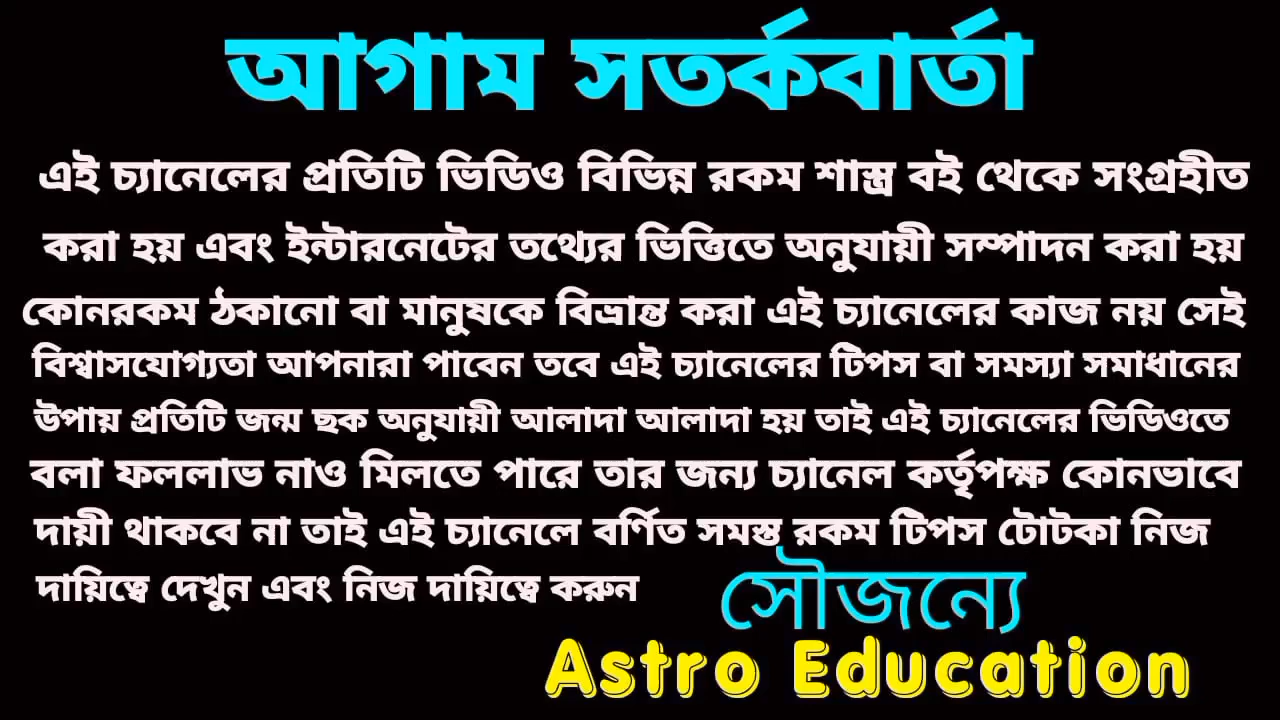 আগাম সতর্কবার্তা
এই চ্যানেলের প্রতিটি ভিডিও বিভিন্ন রকম শাস্ত্র বই থেকে সংগ্রহীত
করা হয় এবং ইন্টারনেটের তথ্যের ভিত্তিতে অনুযায়ী সম্পাদন করা হয়
কোনরকম ঠকানো বা মানুষকে বিভ্রান্ত করা এই চ্যানেলের কাজ নয় সেই
বিশ্বাসযোগ্যতা আপনারা পাবেন তবে এই চ্যানেলের টিপস বা সমস্যা সমাধানের
উপায় প্রতিটি জন্ম ছক অনুযায়ী আলাদা আলাদা হয় তাই এই চ্যানেলের ভিডিওতে
বলা ফললাভ নাও মিলতে পারে তার জন্য চ্যানেল কর্তৃপক্ষ কোনভাবে
দায়ী থাকবে না তাই এই চ্যানেলে বর্ণিত সমস্ত রকম টিপস টোটকা নিজ
দায়িত্বে দেখুন এবং নিজ দায়িত্বে করুন
সৌজন্যে
Astro Education